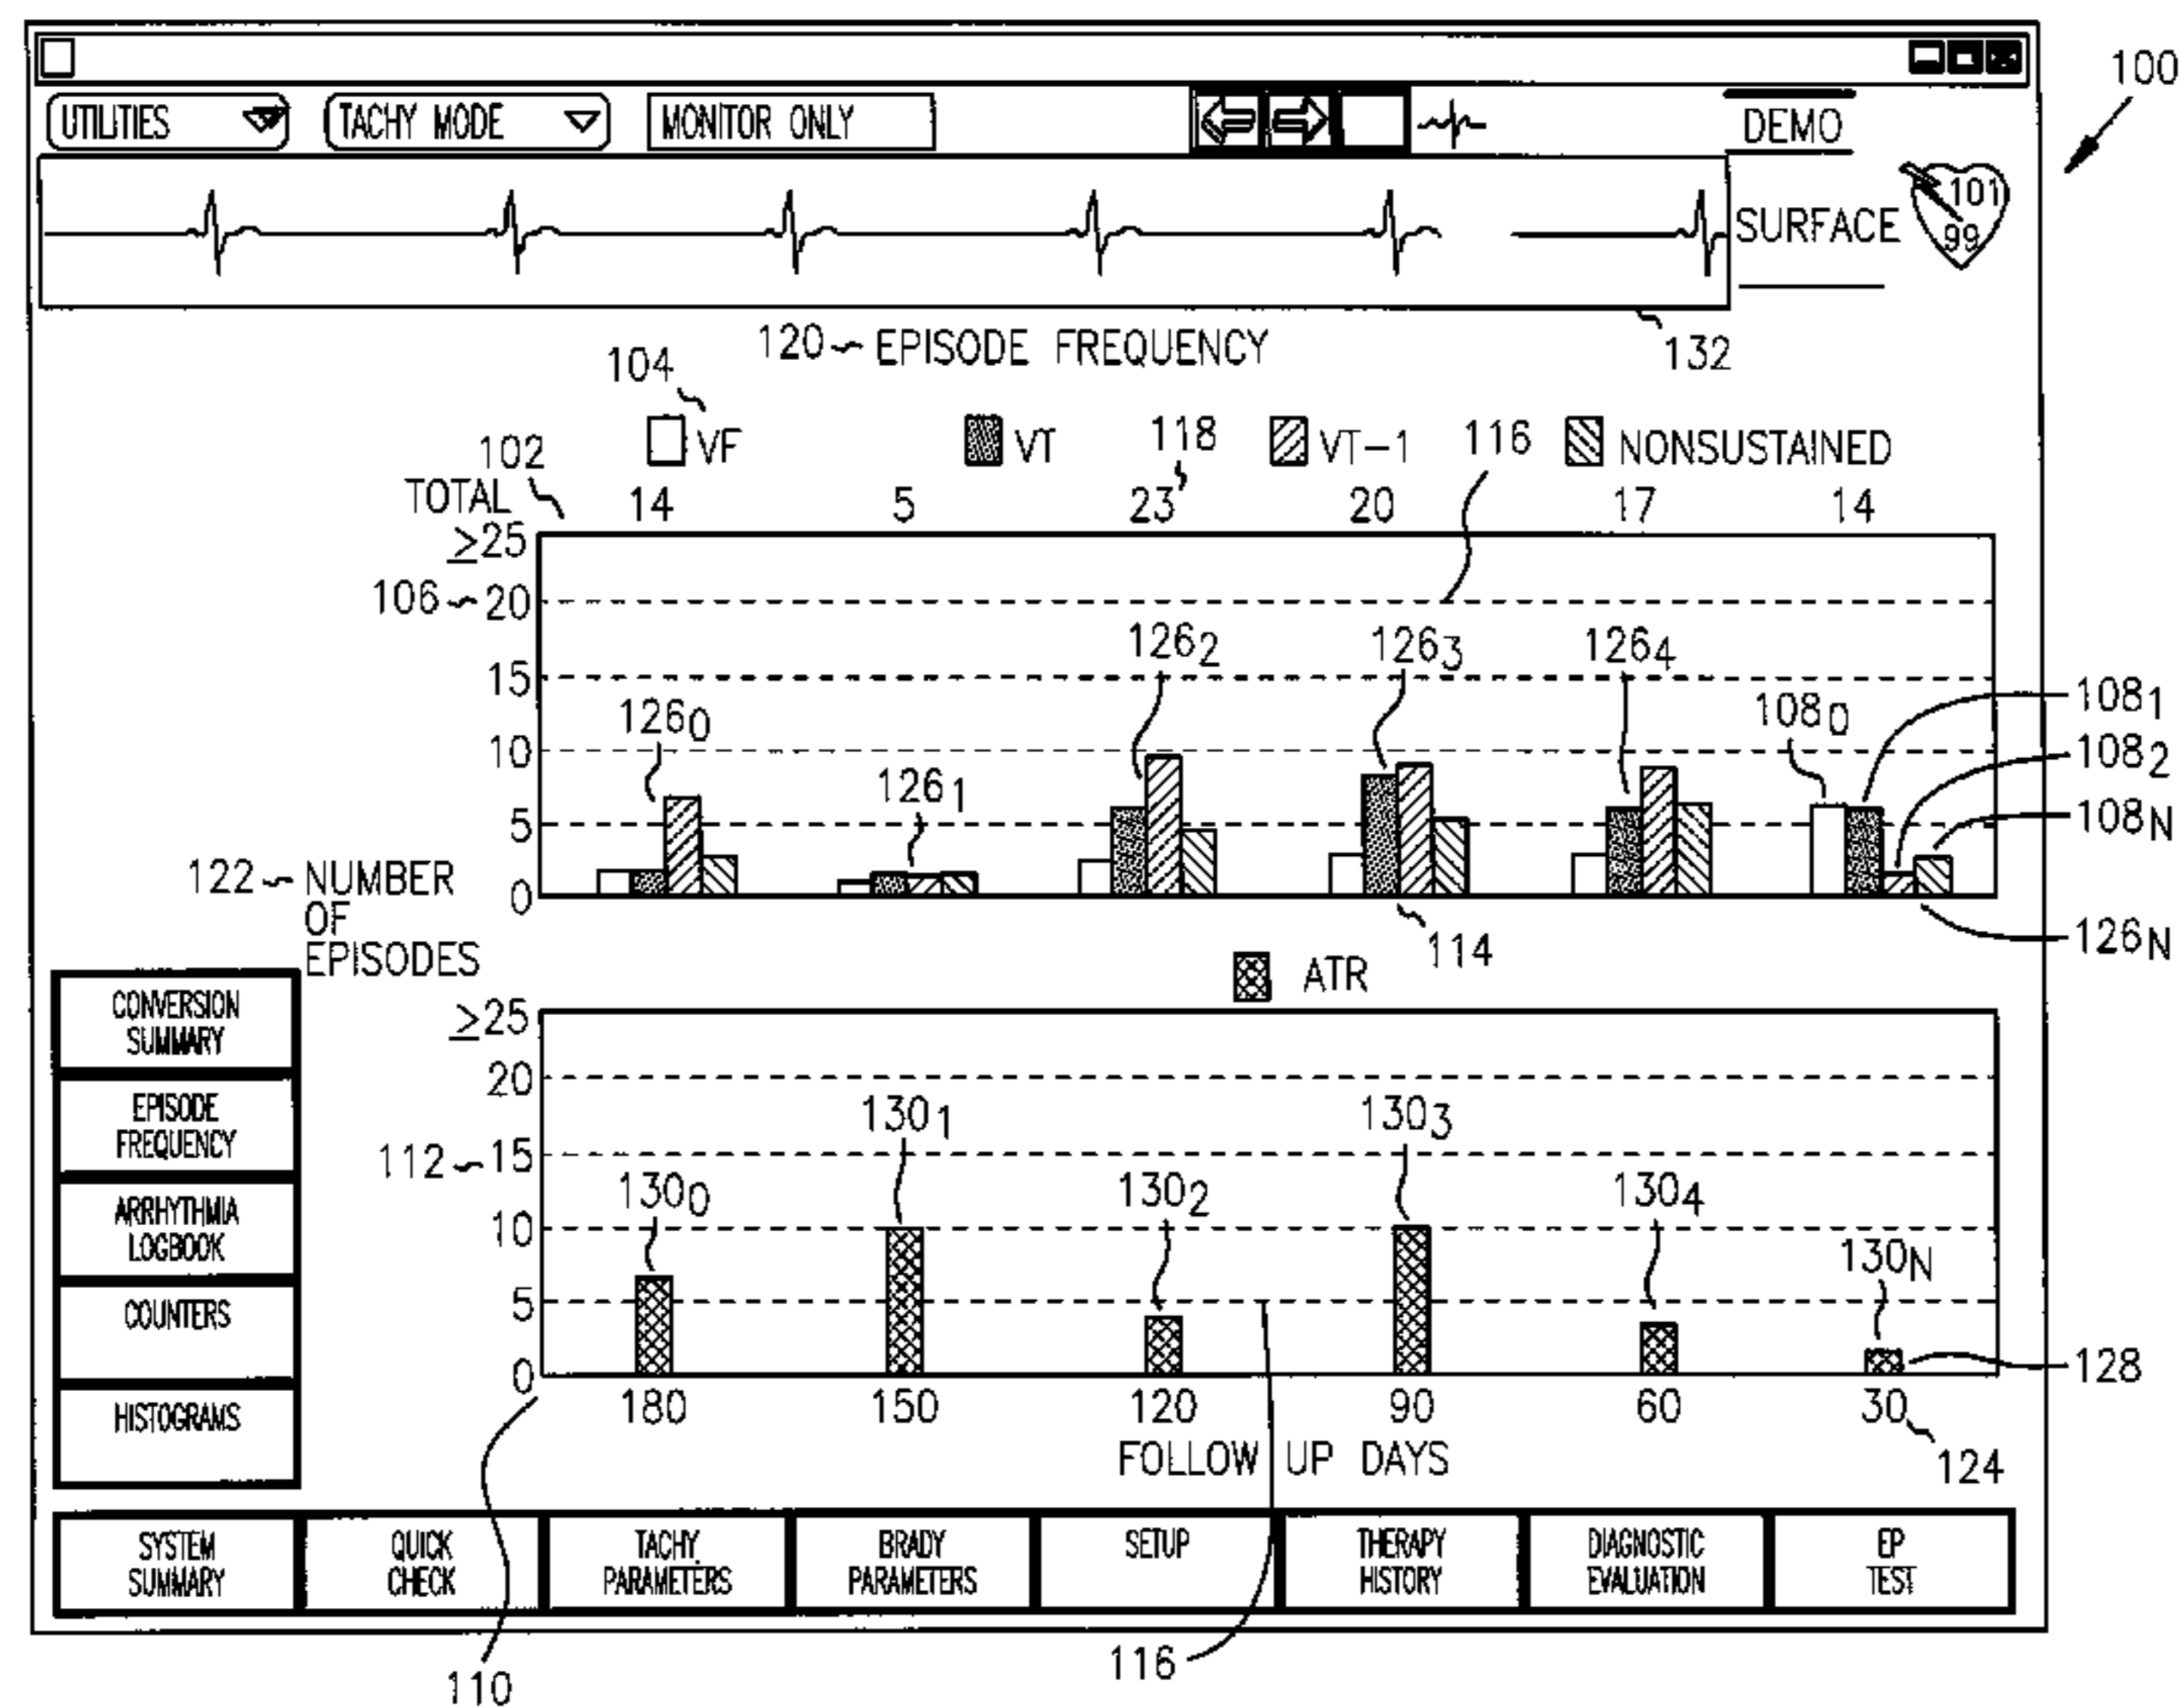 100
UTILITIES TACHY MODE MONITOR ONLY DEMO
SURFACE 101
99
120 EPISODE FREQUENCY 132
104
VF VT VT-1 NONSUSTAINED
102 118 116
TOTAL 14 5 23 20 17 14
≥25
106 20
15
10
5
0
126₀ 126₁ 126₂ 126₃ 126₄ 108₀ 108₁
108₂
108N
126N
114
122 NUMBER
OF
EPISODES
ATR
≥25
20
112 15
10
5
0
130₀ 130₁ 130₂ 130₃ 130₄ 130N
128
180 150 120 90 60 30
FOLLOW UP DAYS 124
CONVERSION
SUMMARY
EPISODE
FREQUENCY
ARRHYTHMIA
LOGBOOK
COUNTERS
HISTOGRAMS
SYSTEM
SUMMARY
QUICK
CHECK
TACHY
PARAMETERS
BRADY
PARAMETERS
SETUP
THERAPY
HISTORY
DIAGNOSTIC
EVALUATION
EP
TEST
110 116